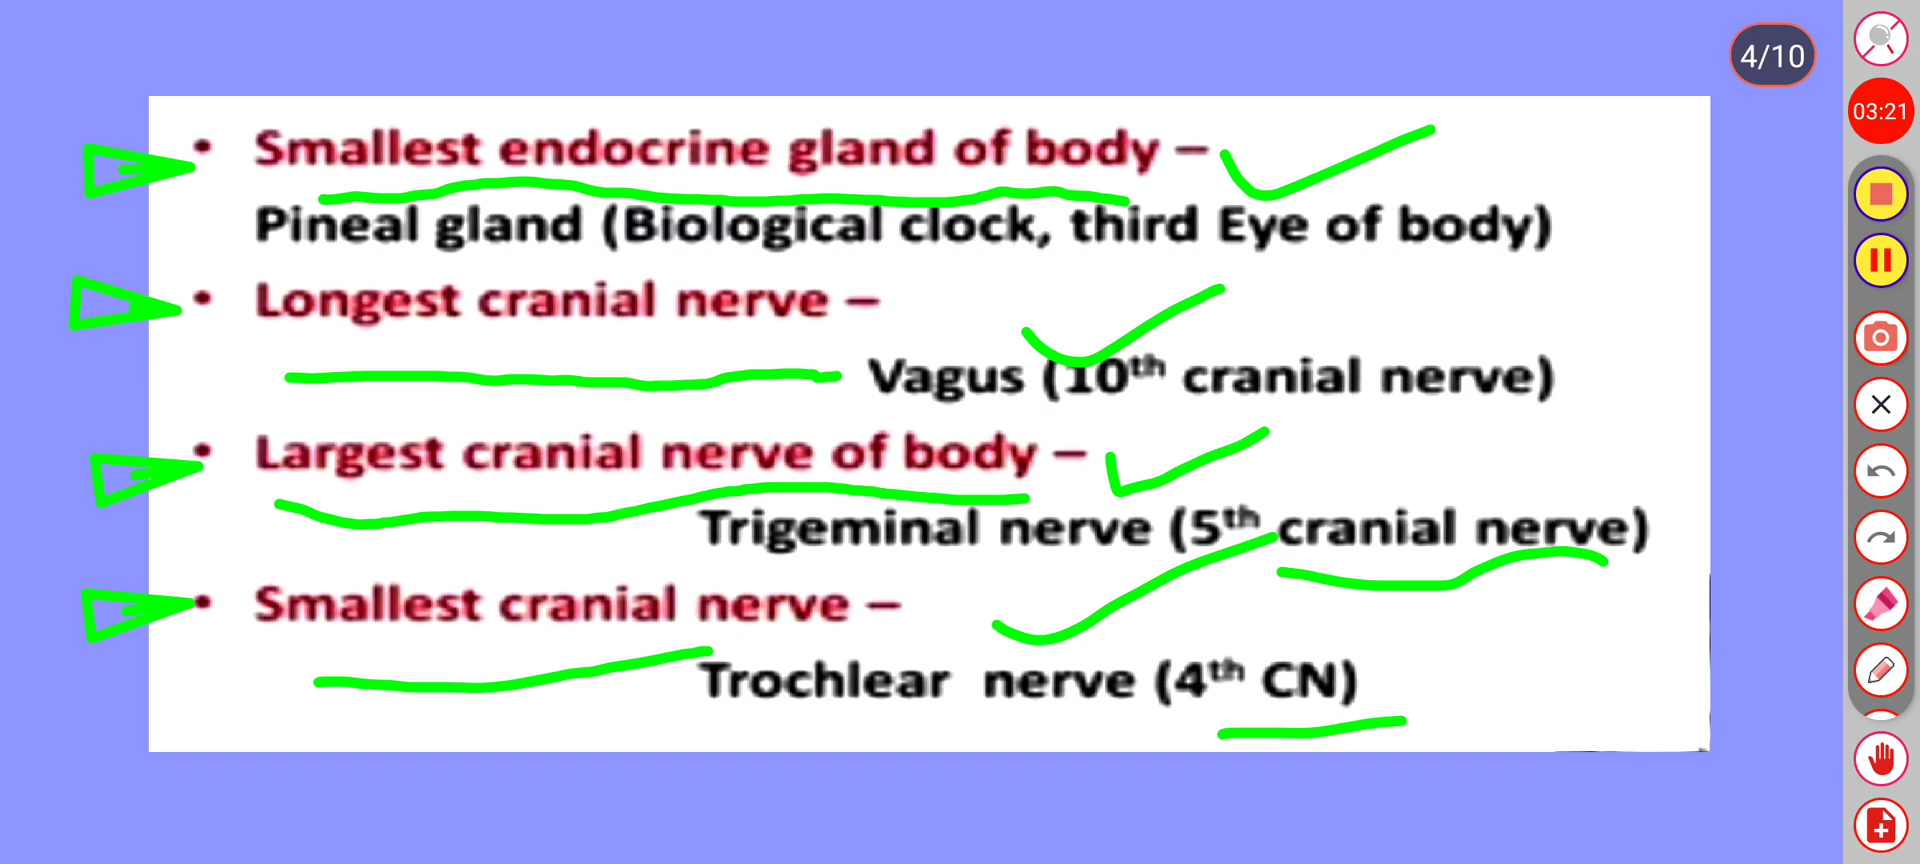 4/10
03:21
• Smallest endocrine gland of body –
Pineal gland (Biological clock, third Eye of body)
• Longest cranial nerve –
Vagus (10th cranial nerve)
• Largest cranial nerve of body –
Trigeminal nerve (5th cranial nerve)
• Smallest cranial nerve –
Trochlear nerve (4th CN)